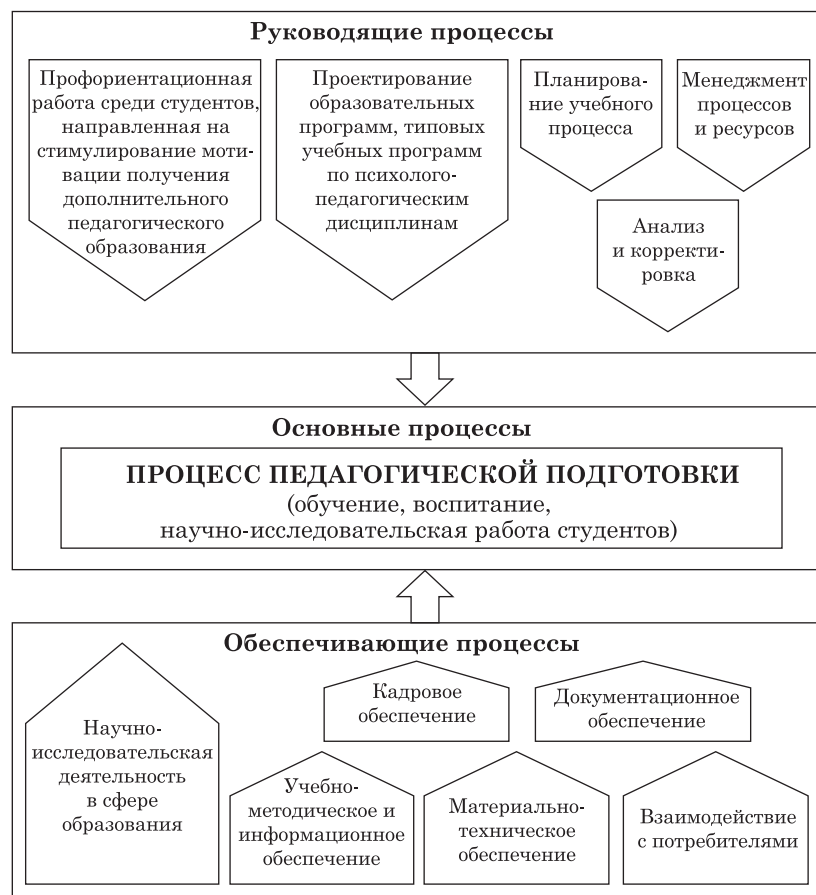 Руководящие процессы
Профориентационная
работа среди студентов,
направленная на
стимулирование моти-
вации получения
дополнительного
педагогического
образования
Проектирование
образовательных
программ, типовых
учебных программ
по психолого-
педагогическим
дисциплинам
Планирова-
ние учебного
процесса
Менеджмент
процессов
и ресурсов
Анализ
и корректи-
ровка
Основные процессы
ПРОЦЕСС ПЕДАГОГИЧЕСКОЙ ПОДГОТОВКИ
(обучение, воспитание,
научно-исследовательская работа студентов)
Обеспечивающие процессы
Научно-
исследовательская
деятельность
в сфере
образования
Кадровое
обеспечение
Документационное
обеспечение
Учебно-
методическое и
информационное
обеспечение
Материально-
техническое
обеспечение
Взаимодействие
с потребителями